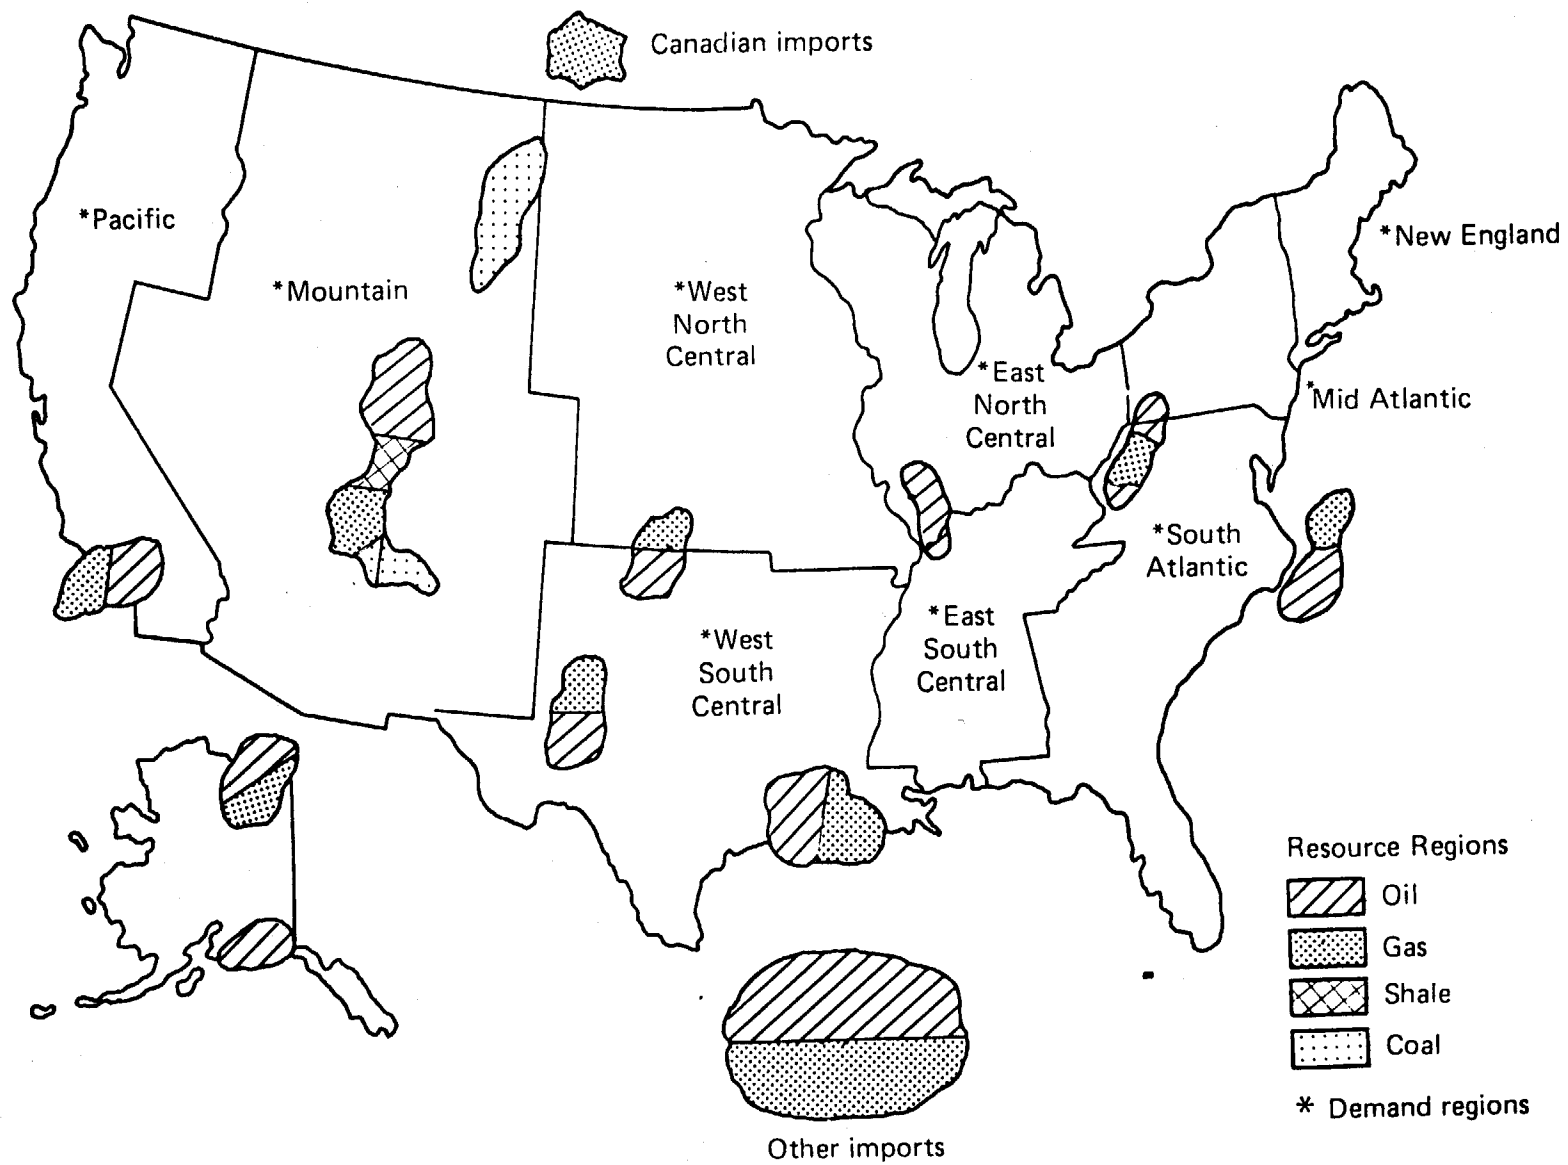 Canadian imports
*Pacific
*New England
*Mountain
*West
North
Central
*East
North
Central
*Mid Atlantic
*South
Atlantic
*West
South
Central
*East
South
Central
Resource Regions
Oil
Gas
Shale
Coal
* Demand regions
Other imports